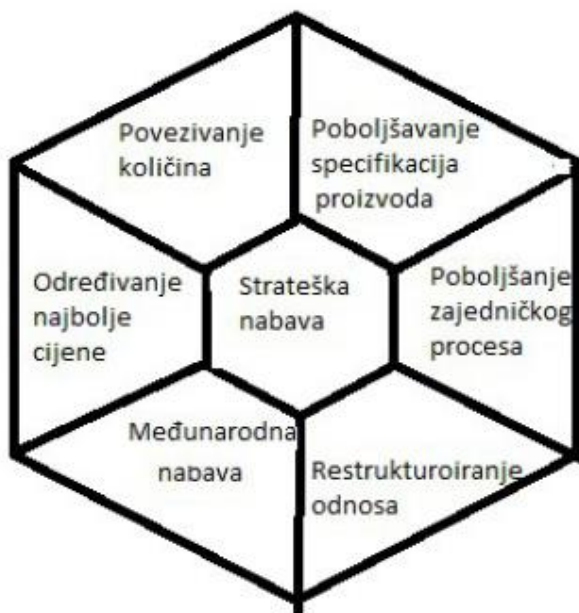 Povezivanje
količina
Poboljšavanje
specifikacija
proizvoda
Određivanje
najbolje
cijene
Strateška
nabava
Poboljšanje
zajedničkog
procesa
Međunarodna
nabava
Restrukturoiranje
odnosa